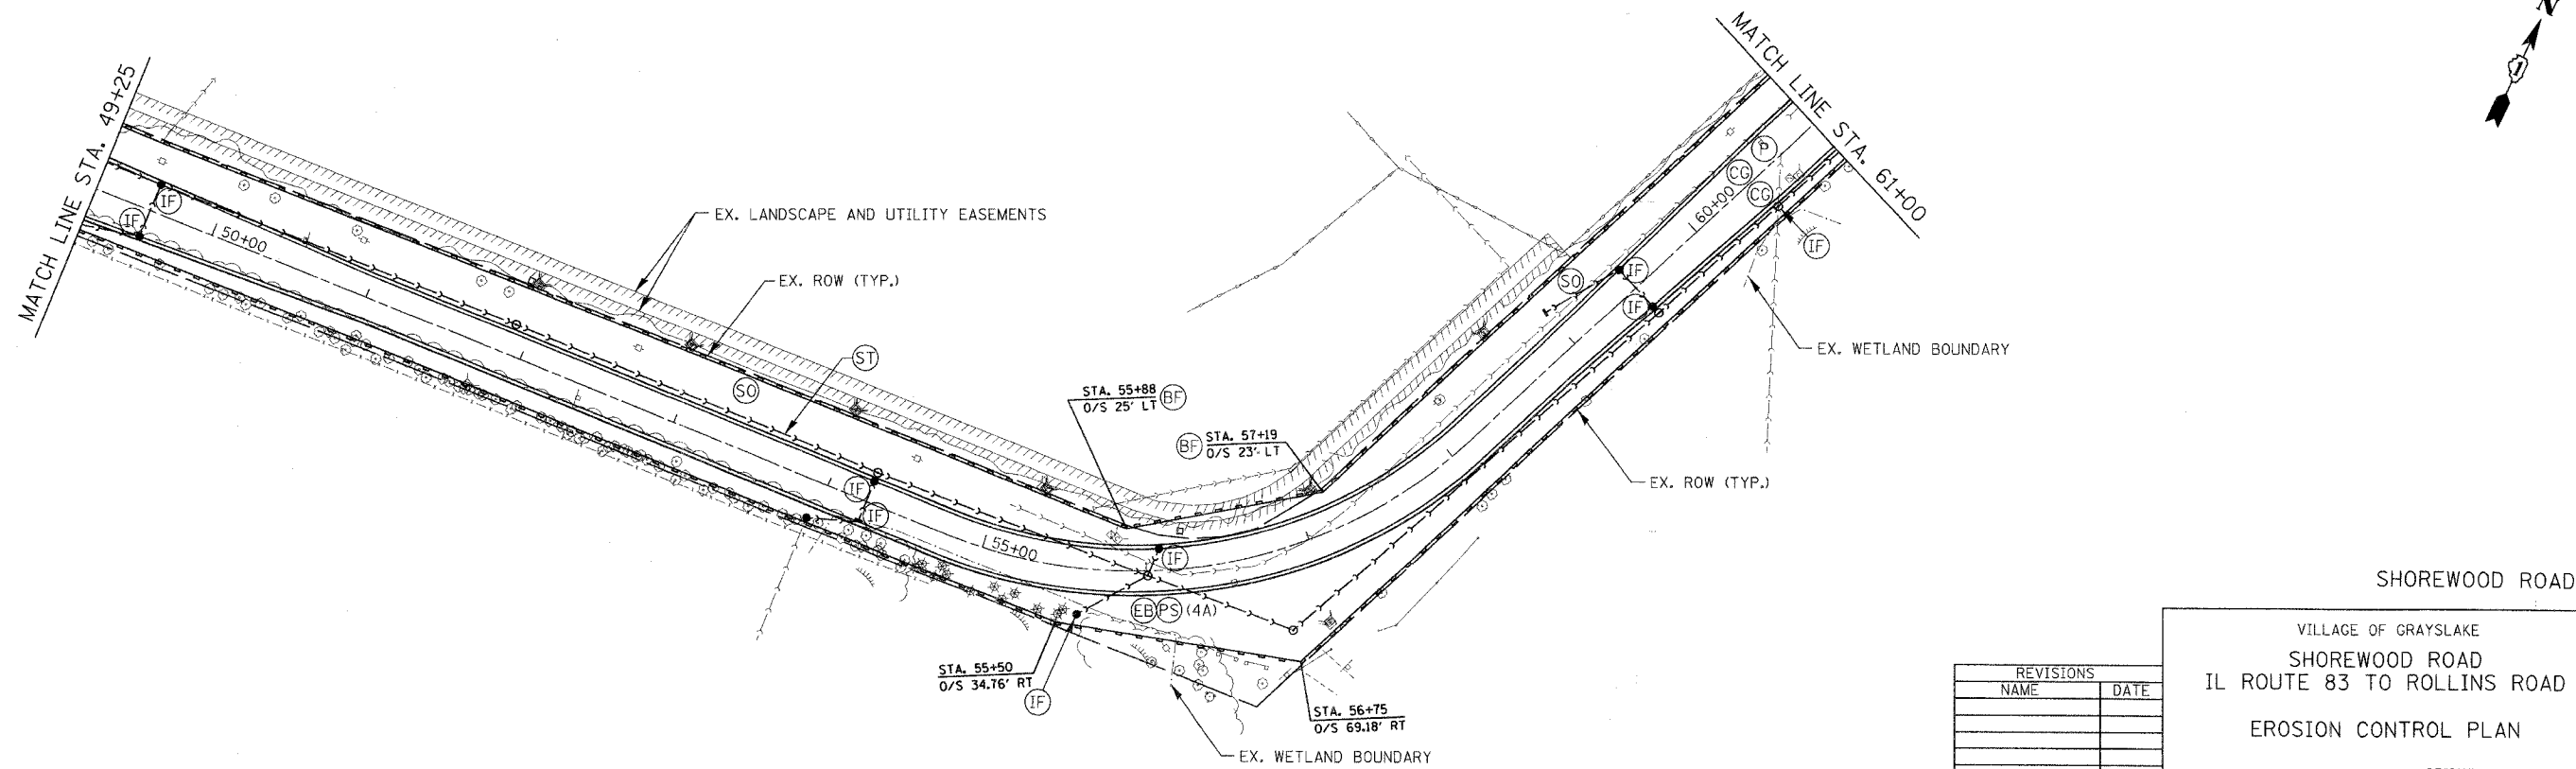 N
1
MATCH LINE STA. 49+25
MATCH LINE STA. 61+00
IF
IF
50+00
EX. LANDSCAPE AND UTILITY EASEMENTS
EX. ROW (TYP.)
ST
SO
P
CG
60+00
CG
IF
SO
IF
IF
EX. WETLAND BOUNDARY
STA. 55+88
O/S 25' LT
BF
BF
STA. 57+19
O/S 23' LT
EX. ROW (TYP.)
IF
IF
55+00
IF
EB PS (4A)
STA. 55+50
O/S 34.76' RT
IF
STA. 56+75
O/S 69.18' RT
EX. WETLAND BOUNDARY
SHOREWOOD ROAD
VILLAGE OF GRAYSLAKE
SHOREWOOD ROAD
IL ROUTE 83 TO ROLLINS ROAD
EROSION CONTROL PLAN
REVISIONS
NAME DATE